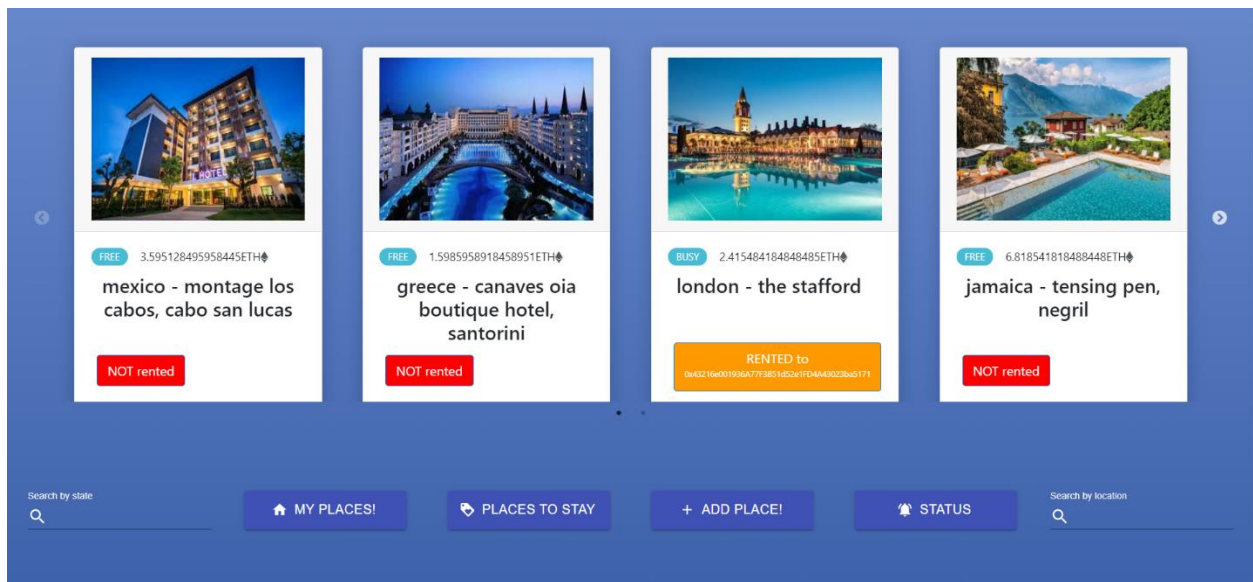 HOTEL
FREE 3.595128495958445ETH
mexico - montage los
cabos, cabo san lucas
NOT rented
FREE 1.5985958918458951ETH
greece - canaves oia
boutique hotel,
santorini
NOT rented
BUSY 2.415484184848485ETH
london - the stafford
RENTED to
0x43216e001936A77F3B51d52e1FD4A43023ba5171
FREE 6.818541818488448ETH
jamaica - tensing pen,
negril
NOT rented
Search by state
MY PLACES!
PLACES TO STAY
+ ADD PLACE!
STATUS
Search by location